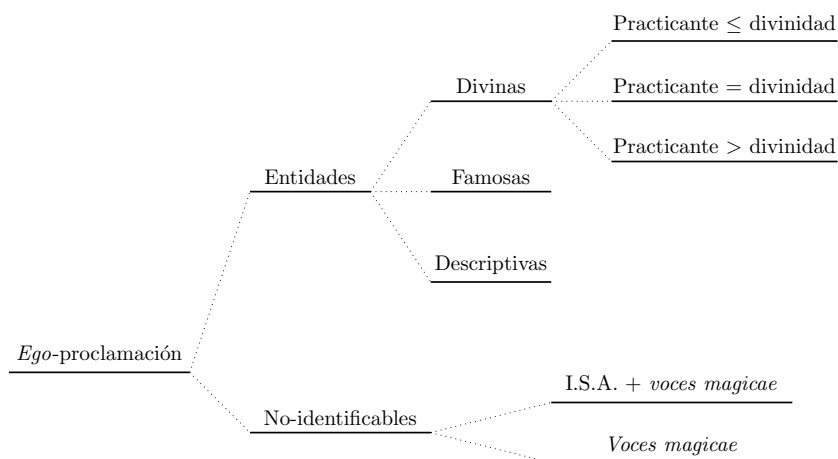 Practicante ≤ divinidad
Divinas
Practicante = divinidad
Practicante > divinidad
Entidades
Famosas
Descriptivas
Ego-proclamación
I.S.A. + voces magicae
No-identificables
Voces magicae